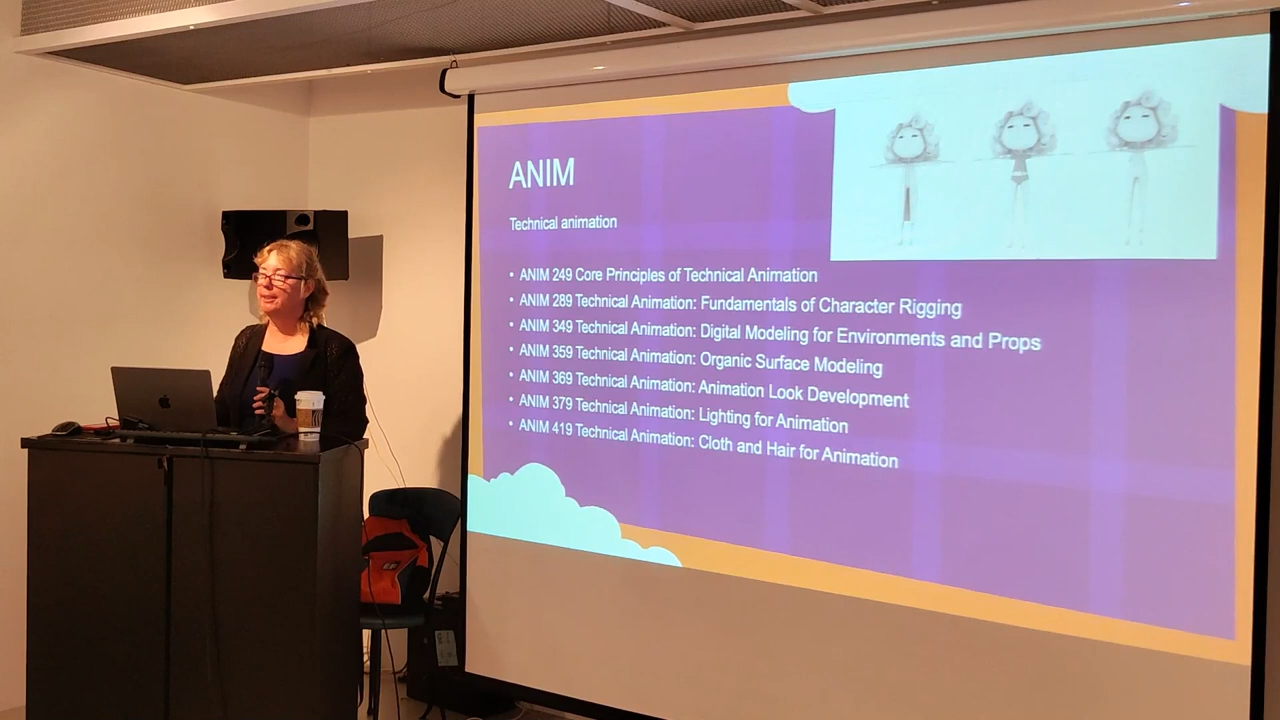 ANIM
Technical animation
• ANIM 249 Core Principles of Technical Animation
• ANIM 289 Technical Animation: Fundamentals of Character Rigging
• ANIM 349 Technical Animation: Digital Modeling for Environments and Props
• ANIM 359 Technical Animation: Organic Surface Modeling
• ANIM 369 Technical Animation: Animation Look Development
• ANIM 379 Technical Animation: Lighting for Animation
• ANIM 419 Technical Animation: Cloth and Hair for Animation